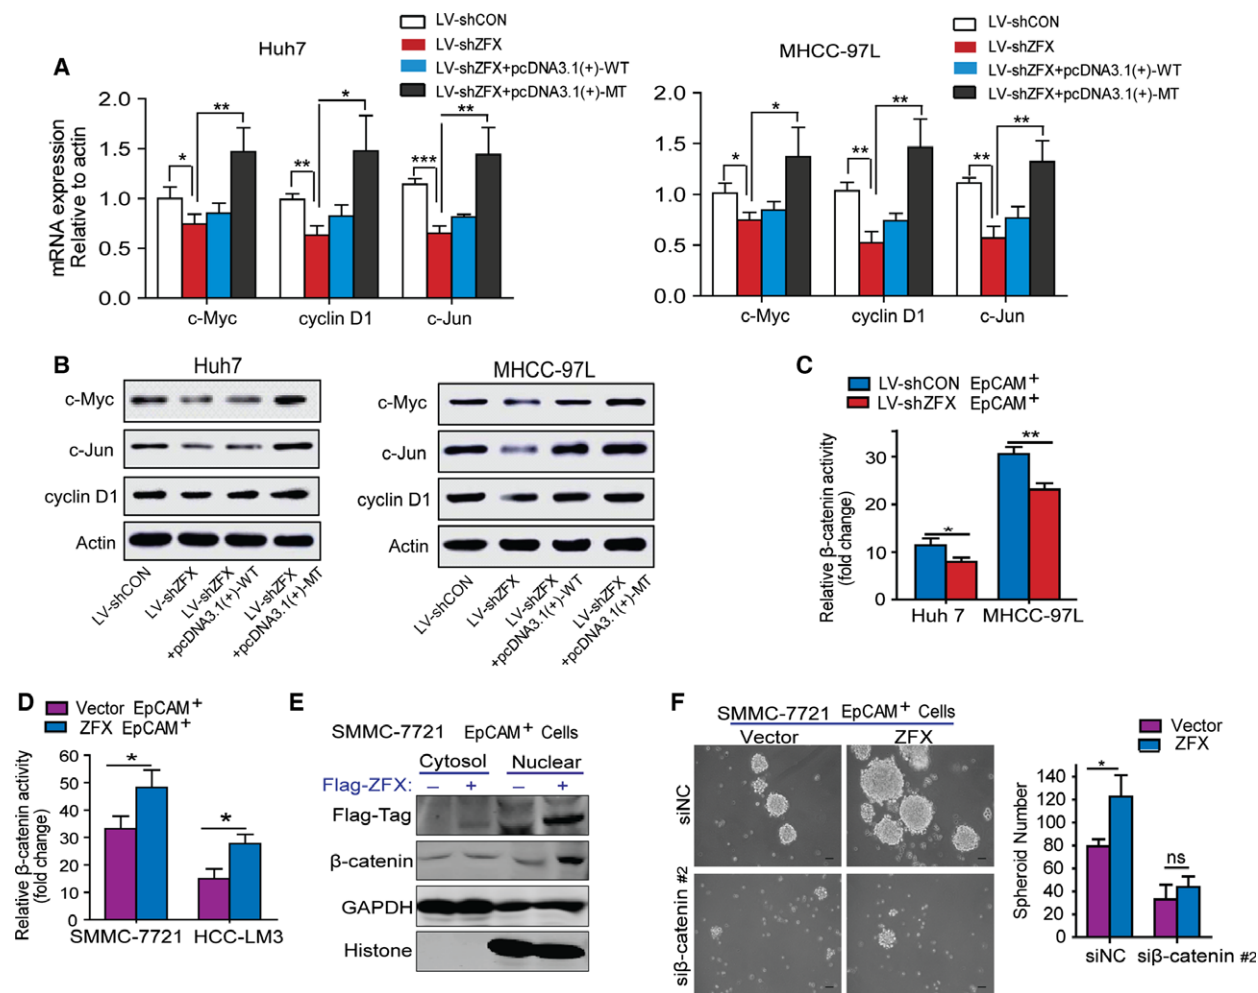 A
Huh7
LV-shCON
LV-shZFX
LV-shZFX+pcDNA3.1(+)-WT
LV-shZFX+pcDNA3.1(+)-MT
mRNA expression
Relative to actin
2.0
1.5
1.0
0.5
0.0
*
**
**
*
***
**
c-Myc
cyclin D1
c-Jun
MHCC-97L
LV-shCON
LV-shZFX
LV-shZFX+pcDNA3.1(+)-WT
LV-shZFX+pcDNA3.1(+)-MT
2.0
1.5
1.0
0.5
0.0
*
*
**
**
**
**
c-Myc
cyclin D1
c-Jun
B
Huh7
c-Myc
c-Jun
cyclin D1
Actin
LV-shCON
LV-shZFX
LV-shZFX
+pcDNA3.1(+)-WT
LV-shZFX
+pcDNA3.1(+)-MT
MHCC-97L
c-Myc
c-Jun
cyclin D1
Actin
LV-shCON
LV-shZFX
LV-shZFX
+pcDNA3.1(+)-WT
LV-shZFX
+pcDNA3.1(+)-MT
C
LV-shCON EpCAM+
LV-shZFX EpCAM+
Relative β-catenin activity
(fold change)
30
20
10
0
*
**
Huh 7
MHCC-97L
D
Vector EpCAM+
ZFX EpCAM+
Relative β-catenin activity
(fold change)
60
50
40
30
20
10
0
*
*
SMMC-7721
HCC-LM3
E
SMMC-7721 EpCAM+ Cells
Cytosol Nuclear
Flag-ZFX: – + – +
Flag-Tag
β-catenin
GAPDH
Histone
F
SMMC-7721 EpCAM+ Cells
Vector ZFX
siNC
siβ-catenin #2
Vector
ZFX
Spheroid Number
140
120
100
80
60
40
20
0
*
ns
siNC
siβ-catenin #2